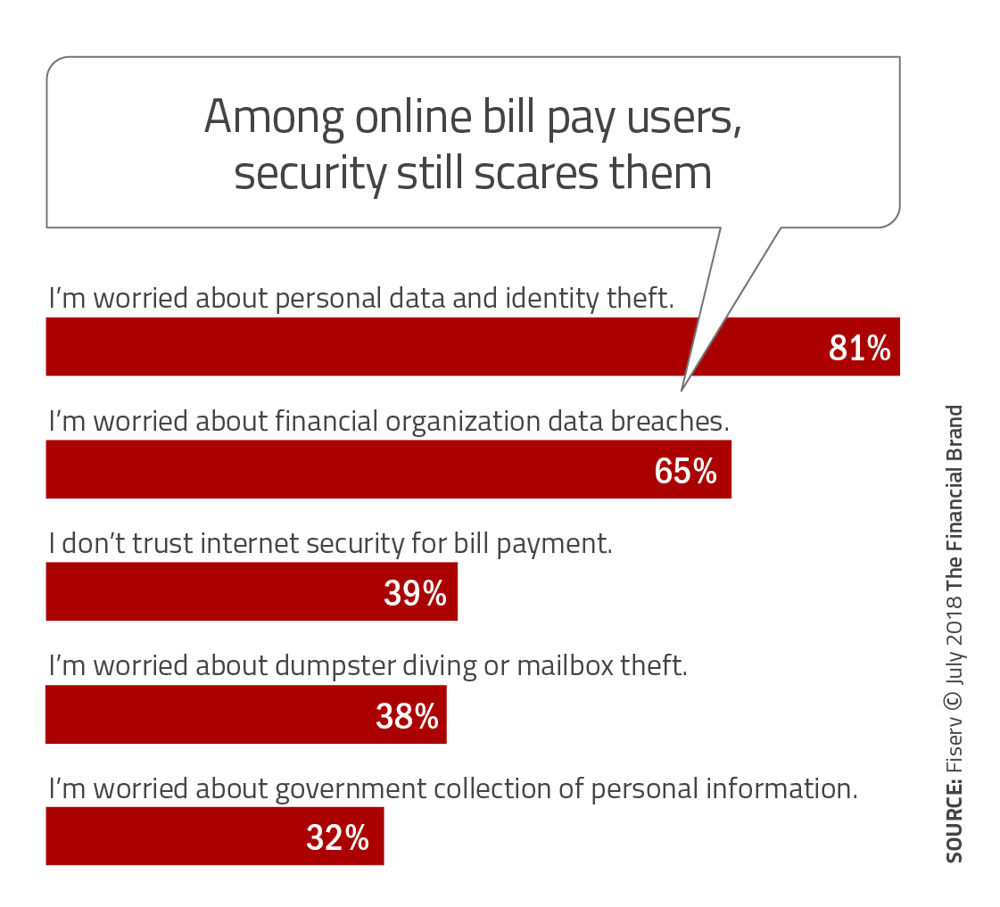 Among online bill pay users,
security still scares them
I’m worried about personal data and identity theft.
81%
I’m worried about financial organization data breaches.
65%
I don’t trust internet security for bill payment.
39%
I’m worried about dumpster diving or mailbox theft.
38%
I’m worried about government collection of personal information.
32%
SOURCE: Fiserv © July 2018 The Financial Brand